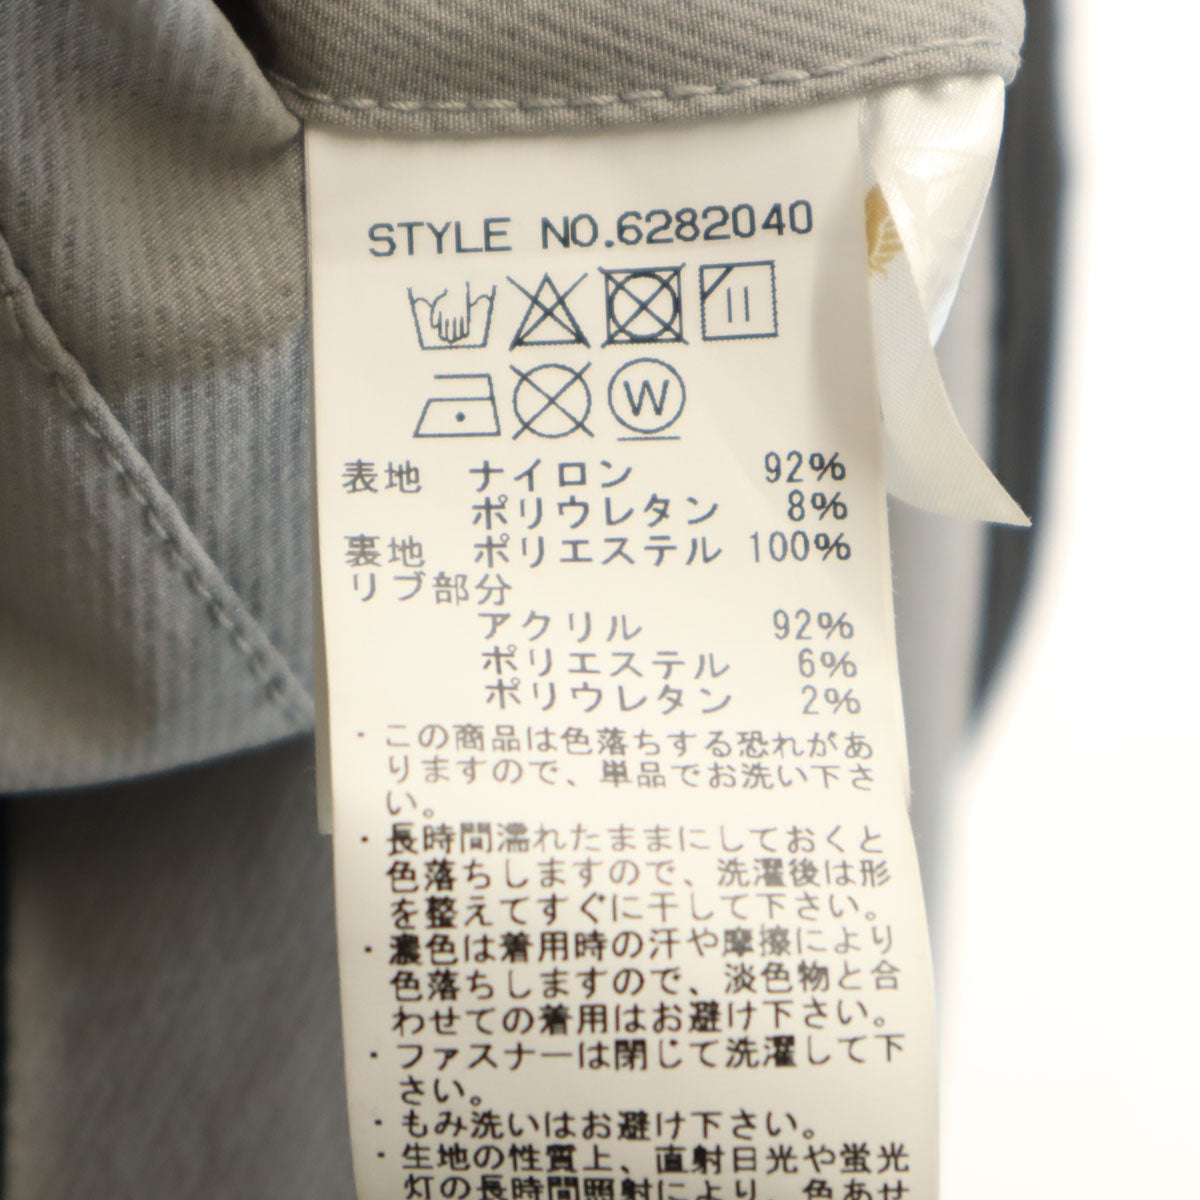 STYLE NO.6282040
W
表地 ナイロン 92%
ポリウレタン 8%
裏地 ポリエステル 100%
リブ部分
アクリル 92%
ポリエステル 6%
ポリウレタン 2%
・この商品は色落ちする恐れがあ
りますので、単品でお洗い下さ
い。
・長時間濡れたままにしておくと
色落ちしますので、洗濯後は形
を整えてすぐに干して下さい。
・濃色は着用時の汗や摩擦により
色落ちしますので、淡色物と合
わせての着用はお避け下さい。
・ファスナーは閉じて洗濯して下
さい。
・もみ洗いはお避け下さい。
・生地の性質上、直射日光や蛍光
灯の長時間照射により、色あせ